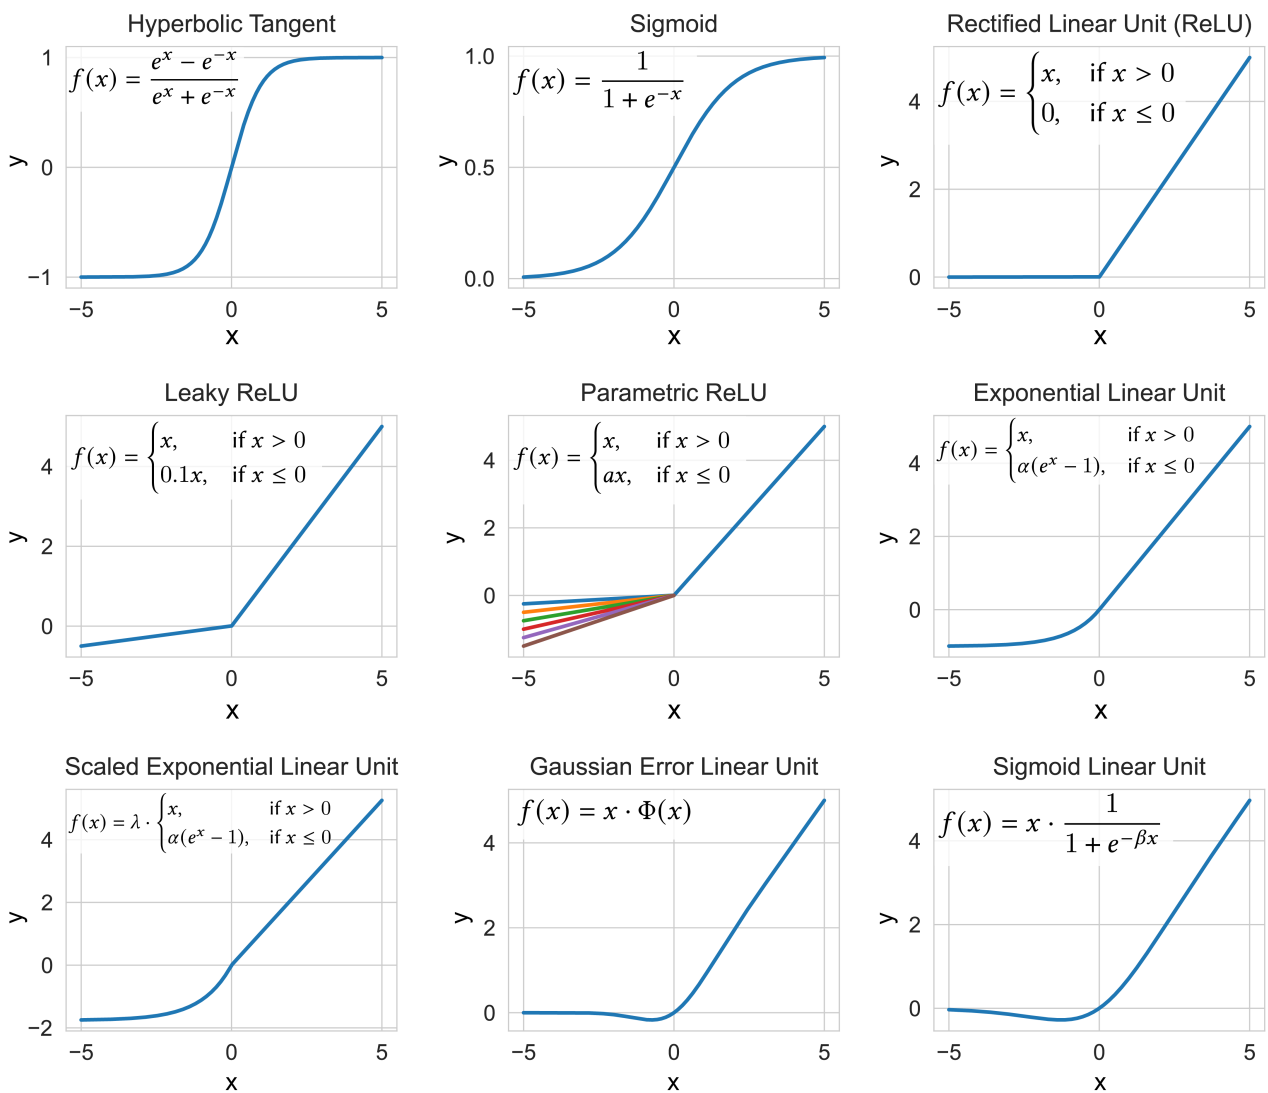 Hyperbolic Tangent
f(x) = \frac{e^x − e^{−x}}{e^x + e^{−x}}
1
0
−1
y
−5 0 5
x
Sigmoid
f(x) = \frac{1}{1 + e^{−x}}
1.0
0.5
0.0
y
−5 0 5
x
Rectified Linear Unit (ReLU)
f(x) = { x, if x > 0
0, if x ≤ 0
4
2
0
y
−5 0 5
x
Leaky ReLU
f(x) = { x, if x > 0
0.1x, if x ≤ 0
4
2
0
y
−5 0 5
x
Parametric ReLU
f(x) = { x, if x > 0
ax, if x ≤ 0
4
2
0
y
−5 0 5
x
Exponential Linear Unit
f(x) = { x, if x > 0
α(e^x − 1), if x ≤ 0
4
2
0
y
−5 0 5
x
Scaled Exponential Linear Unit
f(x) = λ · { x, if x > 0
α(e^x − 1), if x ≤ 0
4
2
0
−2
y
−5 0 5
x
Gaussian Error Linear Unit
f(x) = x · Φ(x)
4
2
0
y
−5 0 5
x
Sigmoid Linear Unit
f(x) = x · \frac{1}{1 + e^{−βx}}
4
2
0
y
−5 0 5
x